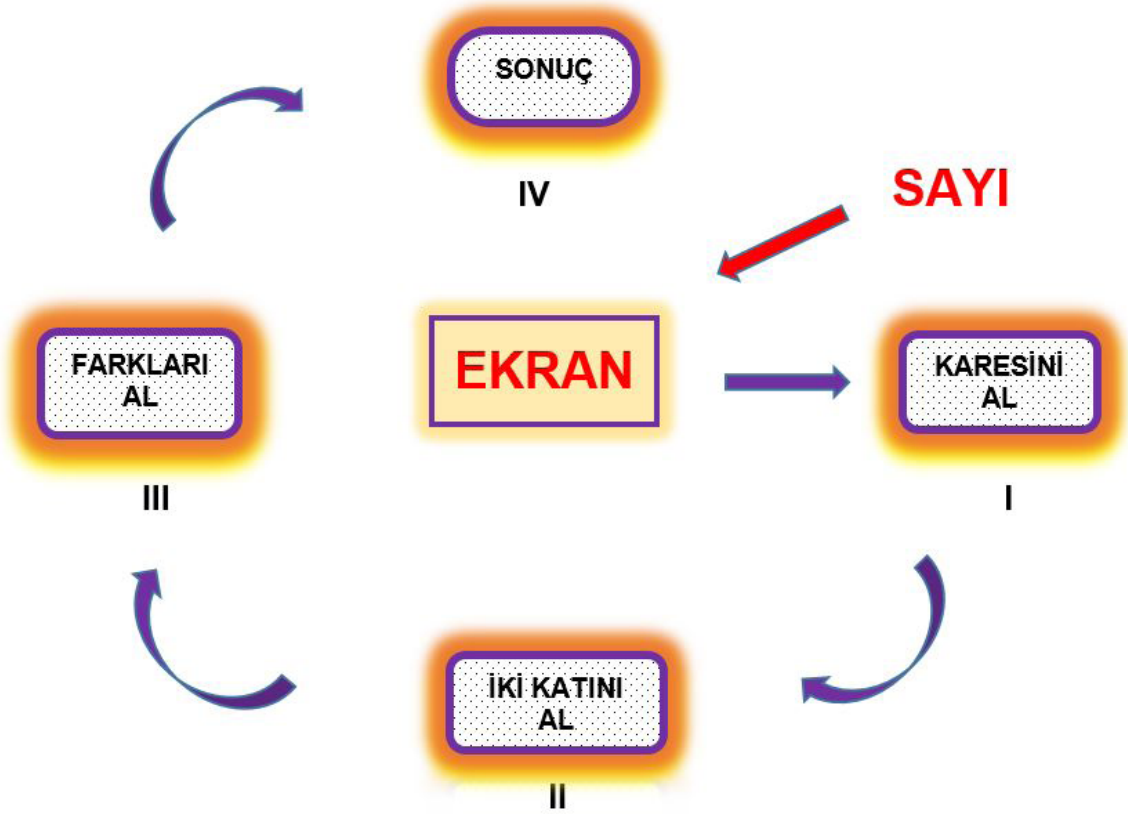 SONUÇ
IV
SAYI
FARKLARI
AL
III
EKRAN
KARESİNİ
AL
I
İKİ KATINI
AL
II